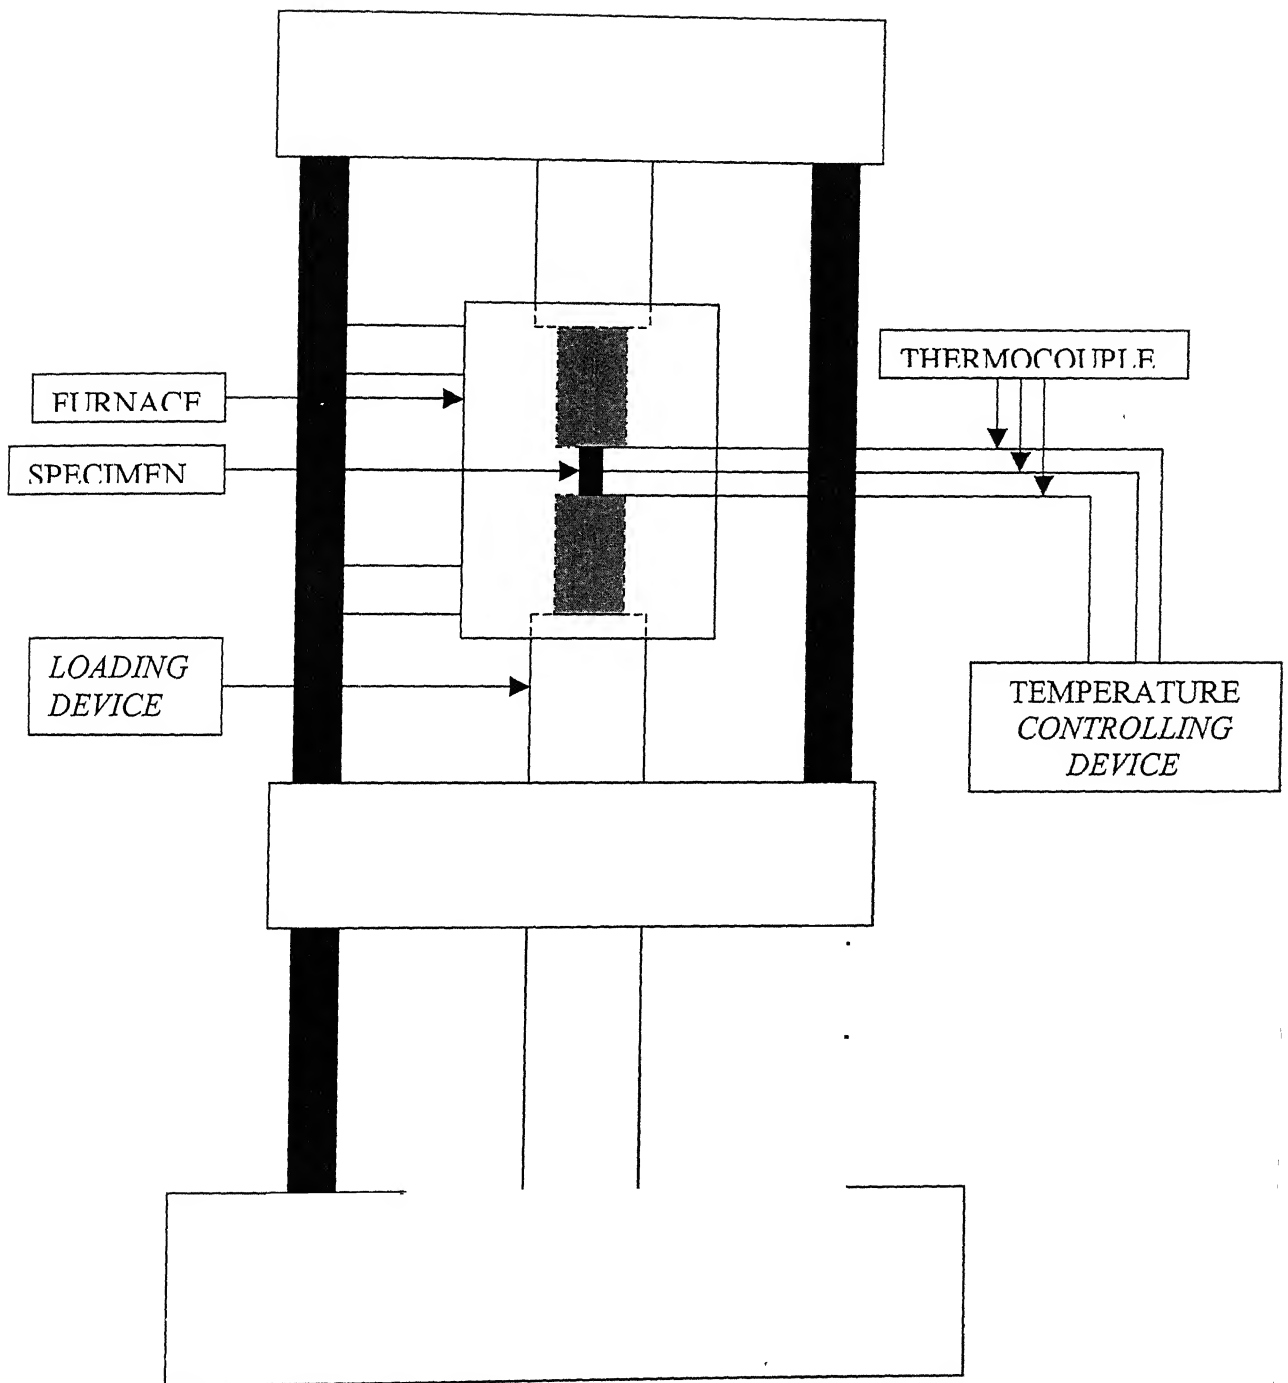 THERMOCOUPLE
FURNACE
SPECIMEN
LOADING
DEVICE
TEMPERATURE
CONTROLLING
DEVICE